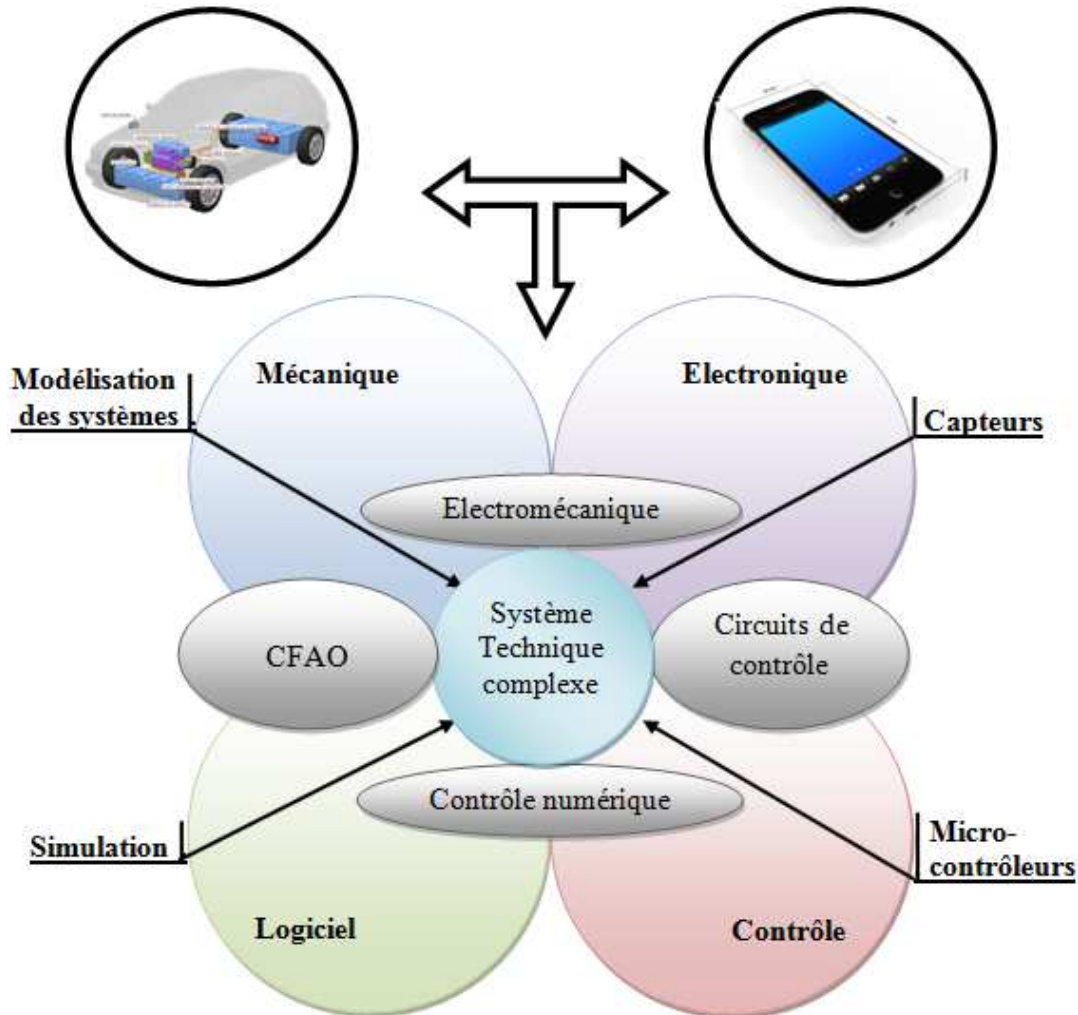 Mécanique
Electronique
Modélisation
des systèmes
Capteurs
Electromécanique
Système
Technique
complexe
CFAO
Circuits de
contrôle
Contrôle numérique
Simulation
Micro-
contrôleurs
Logiciel
Contrôle